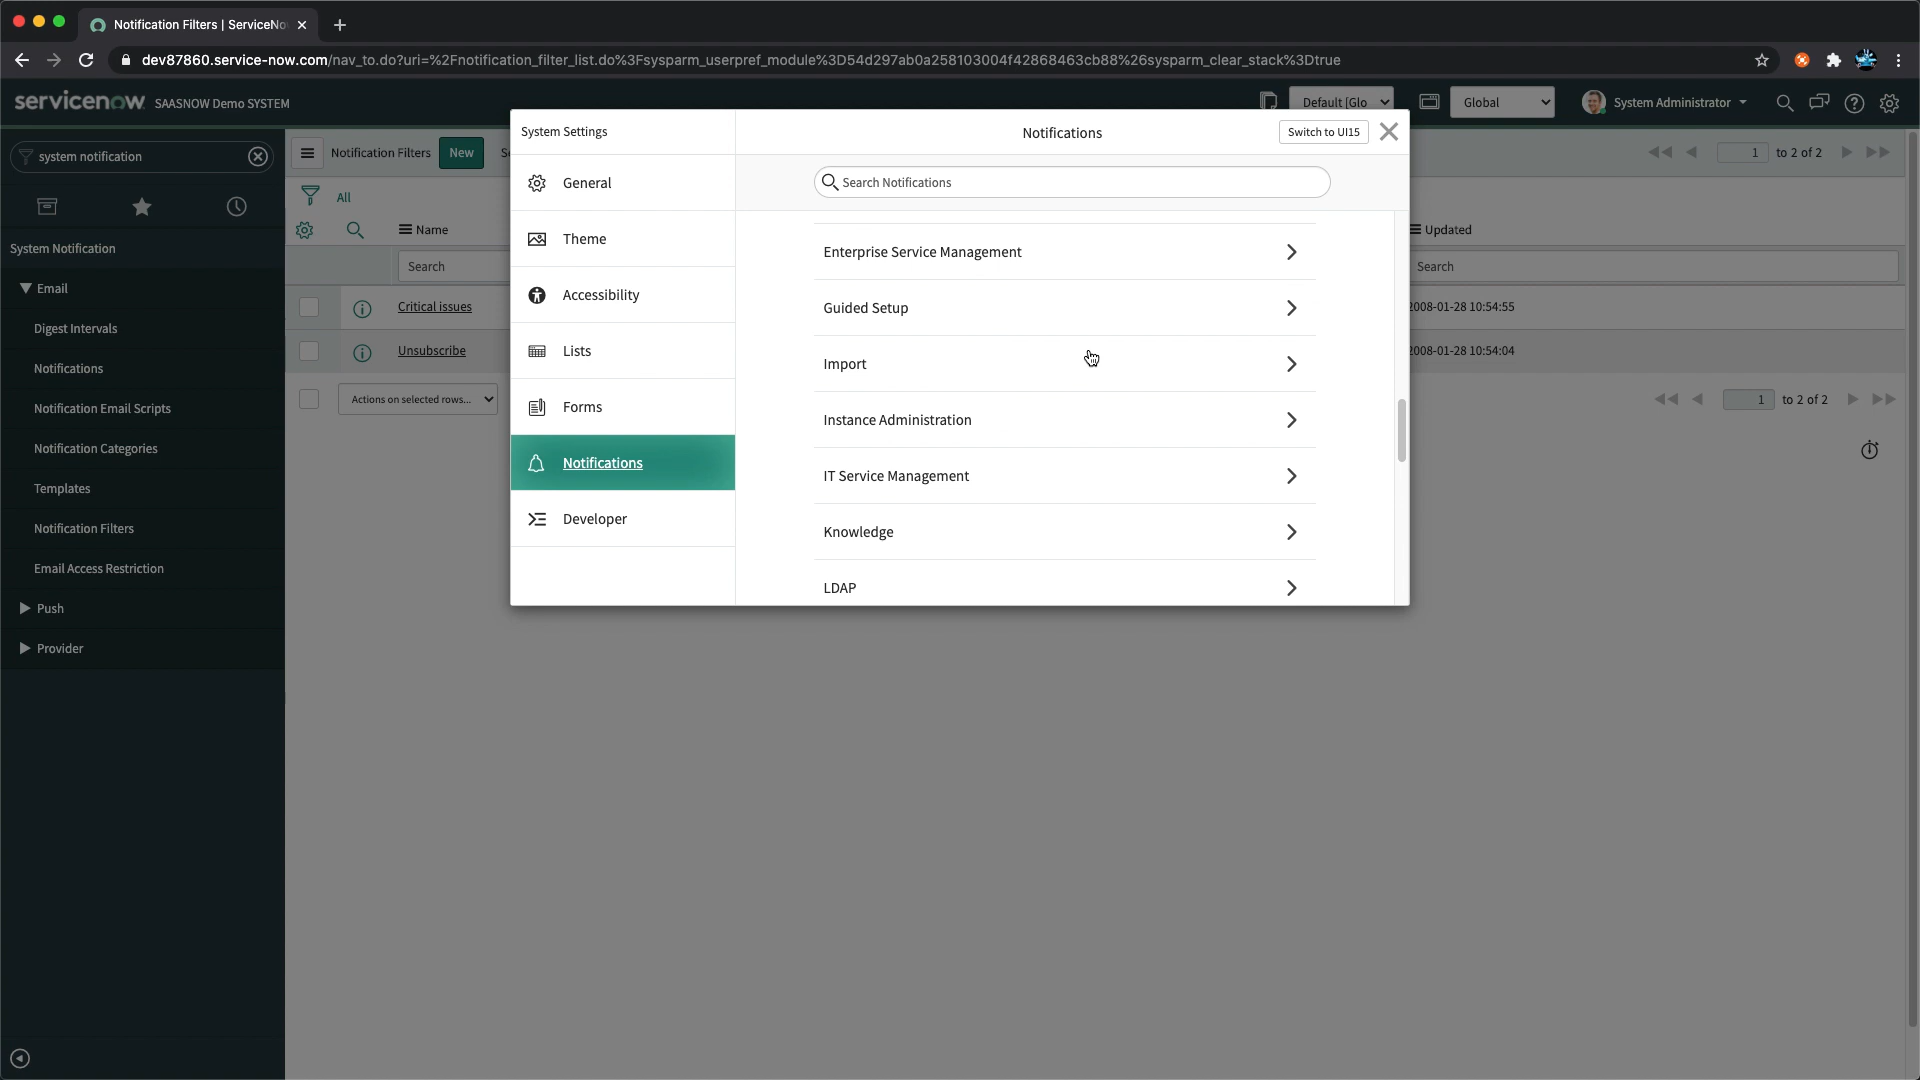 Notification Filters | ServiceNo
dev87860.service-now.com/nav_to.do?uri=%2Fnotification_filter_list.do%3Fsysparm_userpref_module%3D54d297ab0a258103004f42868463cb88%26sysparm_clear_stack%3Dtrue
servicenow SAASNOW Demo SYSTEM
Default [Glo
Global
System Administrator
system notification
System Notification
Email
Digest Intervals
Notifications
Notification Email Scripts
Notification Categories
Templates
Notification Filters
Email Access Restriction
Push
Provider
Notification Filters New
1 to 2 of 2
All
Name
Updated
Search
Search
Critical issues
2008-01-28 10:54:55
Unsubscribe
2008-01-28 10:54:04
Actions on selected rows...
1 to 2 of 2
System Settings
General
Theme
Accessibility
Lists
Forms
Notifications
Developer
Notifications
Switch to UI15
Search Notifications
Enterprise Service Management
Guided Setup
Import
Instance Administration
IT Service Management
Knowledge
LDAP